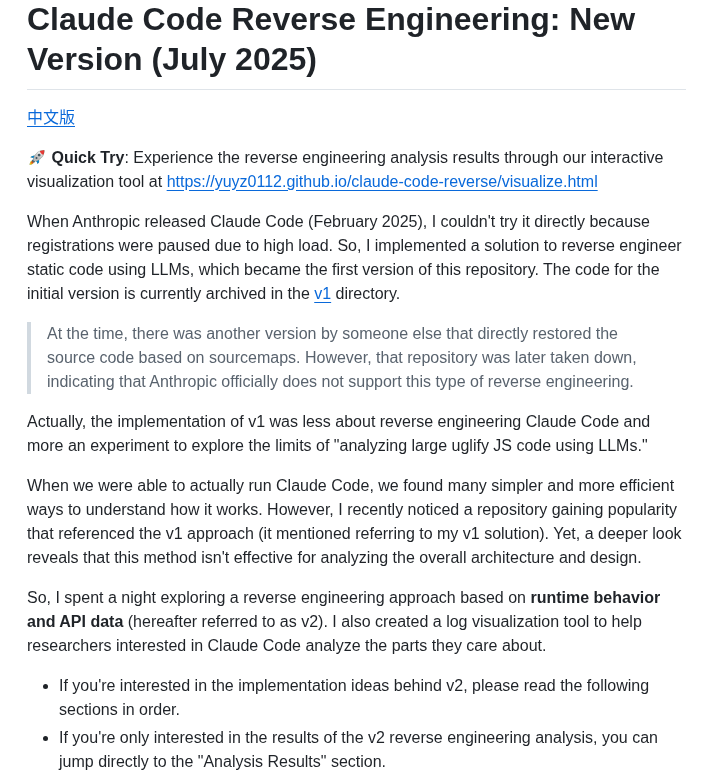 Claude Code Reverse Engineering: New
Version (July 2025)
中文版
🚀 Quick Try: Experience the reverse engineering analysis results through our interactive
visualization tool at https://yuyz0112.github.io/claude-code-reverse/visualize.html
When Anthropic released Claude Code (February 2025), I couldn't try it directly because
registrations were paused due to high load. So, I implemented a solution to reverse engineer
static code using LLMs, which became the first version of this repository. The code for the
initial version is currently archived in the v1 directory.
At the time, there was another version by someone else that directly restored the
source code based on sourcemaps. However, that repository was later taken down,
indicating that Anthropic officially does not support this type of reverse engineering.
Actually, the implementation of v1 was less about reverse engineering Claude Code and
more an experiment to explore the limits of "analyzing large uglify JS code using LLMs."
When we were able to actually run Claude Code, we found many simpler and more efficient
ways to understand how it works. However, I recently noticed a repository gaining popularity
that referenced the v1 approach (it mentioned referring to my v1 solution). Yet, a deeper look
reveals that this method isn't effective for analyzing the overall architecture and design.
So, I spent a night exploring a reverse engineering approach based on runtime behavior
and API data (hereafter referred to as v2). I also created a log visualization tool to help
researchers interested in Claude Code analyze the parts they care about.
• If you're interested in the implementation ideas behind v2, please read the following
sections in order.
• If you're only interested in the results of the v2 reverse engineering analysis, you can
jump directly to the "Analysis Results" section.